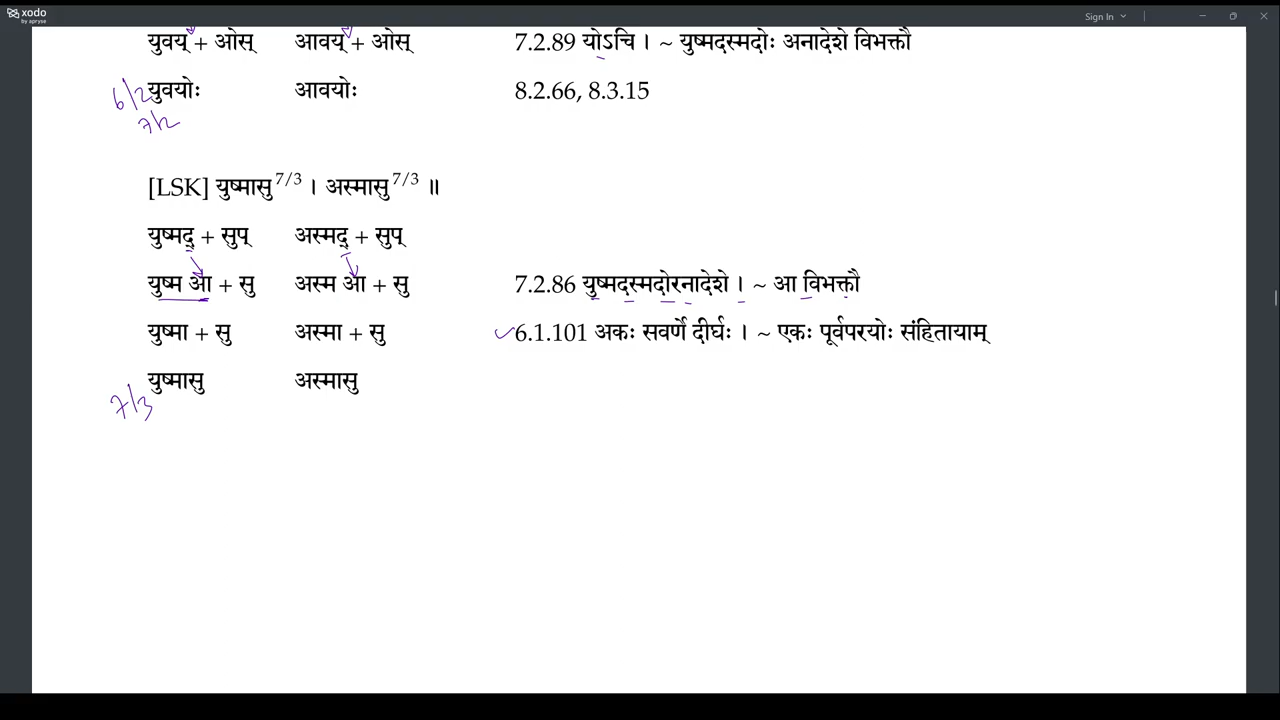 xodo
by apryse
Sign In
युवय् + ओस् आवय् + ओस् 7.2.89 योऽचि । ~ युष्मदस्मदोः अनादेशे विभक्तौ
6/2 युवयोः आवयोः 8.2.66, 8.3.15
7/2
[LSK] युष्मासु 7/3 । अस्मासु 7/3 ॥
युष्मद् + सुप् अस्मद् + सुप्
युष्म आ + सु अस्म आ + सु 7.2.86 युष्मदस्मदोरनादेशे । ~ आ विभक्तौ
युष्मा + सु अस्मा + सु 6.1.101 अकः सवर्णे दीर्घः । ~ एकः पूर्वपरयोः संहितायाम्
युष्मासु अस्मासु
7/3